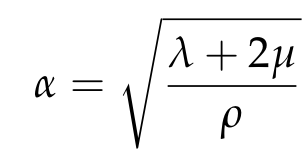 α = √((λ + 2μ)/ρ)